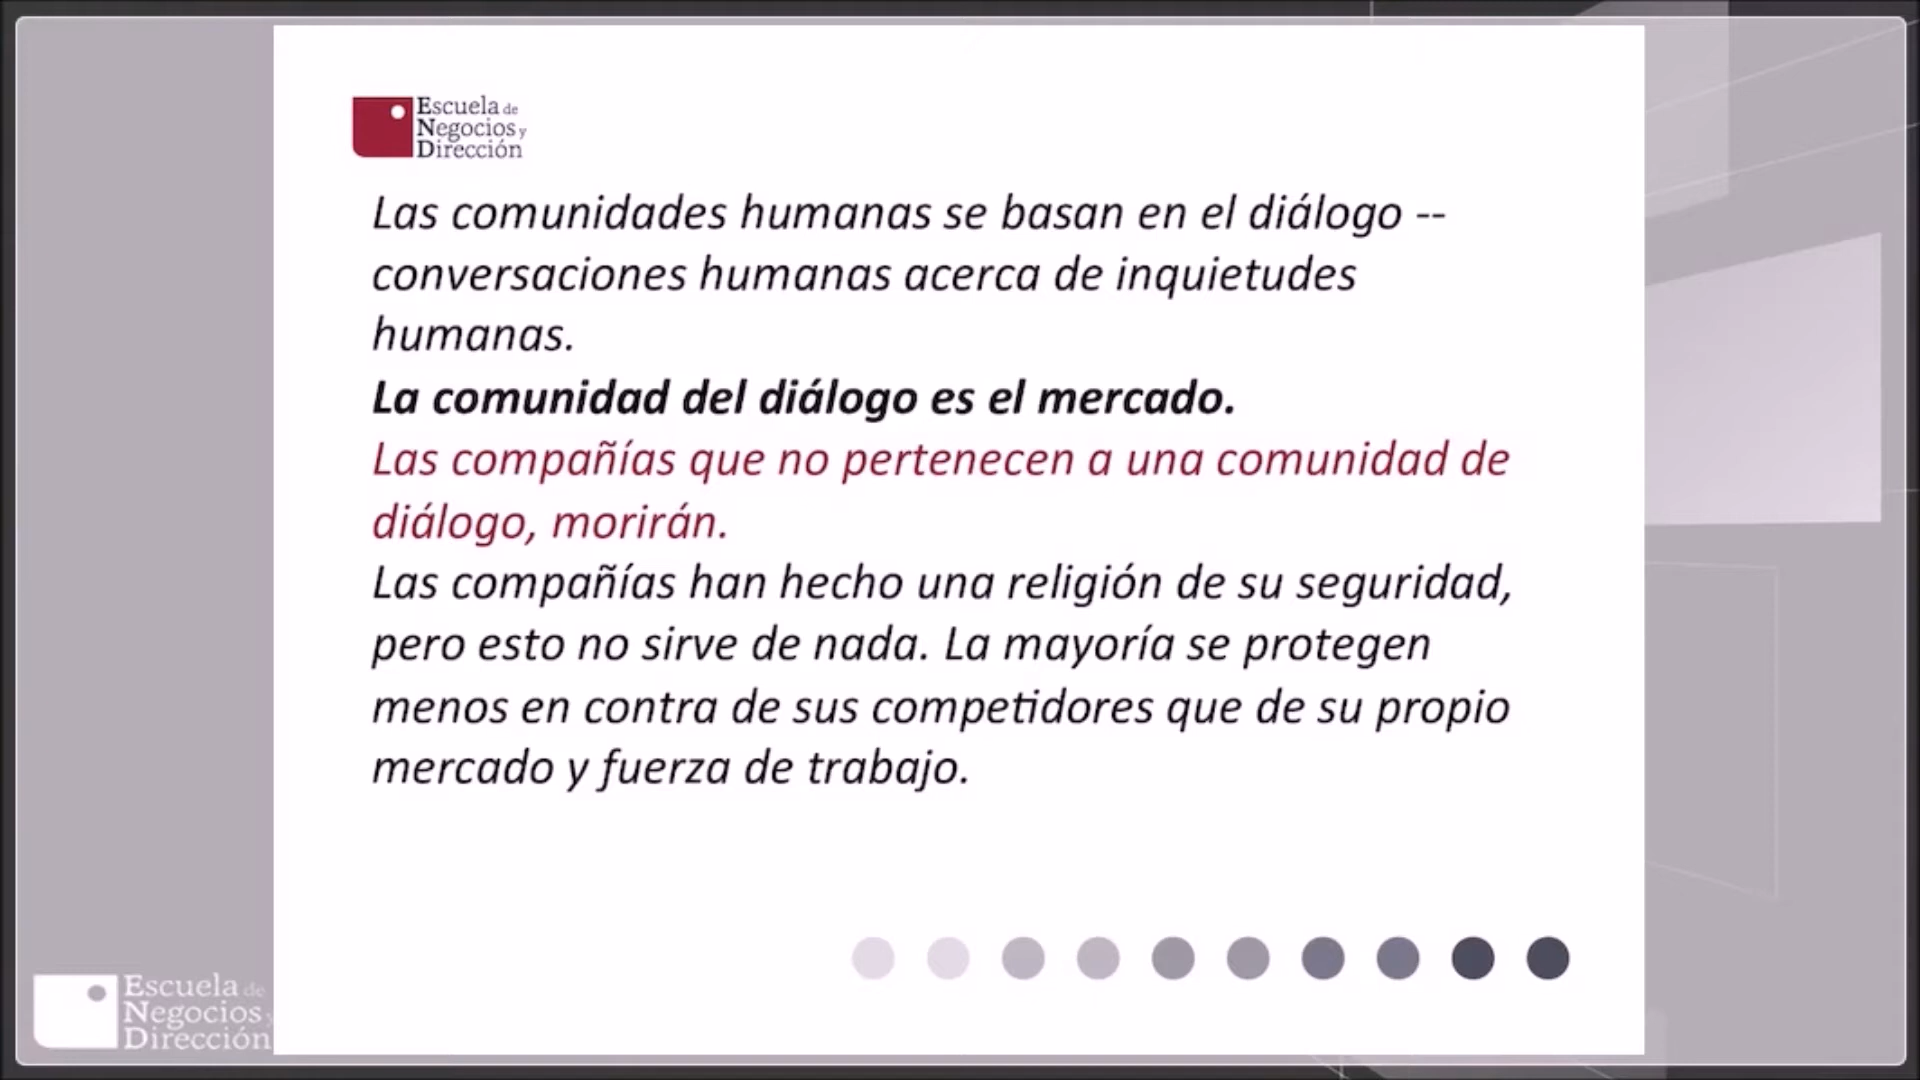 Escuela de
Negocios y
Dirección
Las comunidades humanas se basan en el diálogo --
conversaciones humanas acerca de inquietudes
humanas.
La comunidad del diálogo es el mercado.
Las compañías que no pertenecen a una comunidad de
diálogo, morirán.
Las compañías han hecho una religión de su seguridad,
pero esto no sirve de nada. La mayoría se protegen
menos en contra de sus competidores que de su propio
mercado y fuerza de trabajo.
Escuela de
Negocios y
Dirección